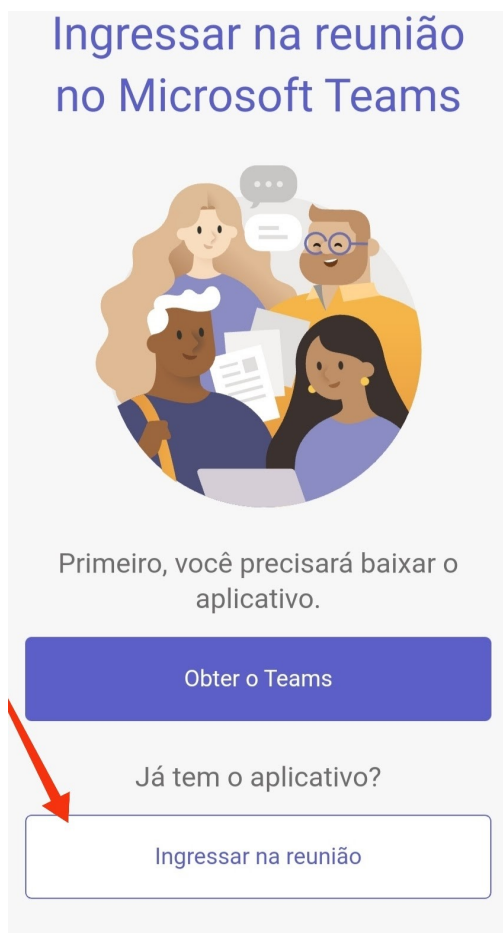 Ingressar na reunião
no Microsoft Teams
Primeiro, você precisará baixar o
aplicativo.
Obter o Teams
Já tem o aplicativo?
Ingressar na reunião